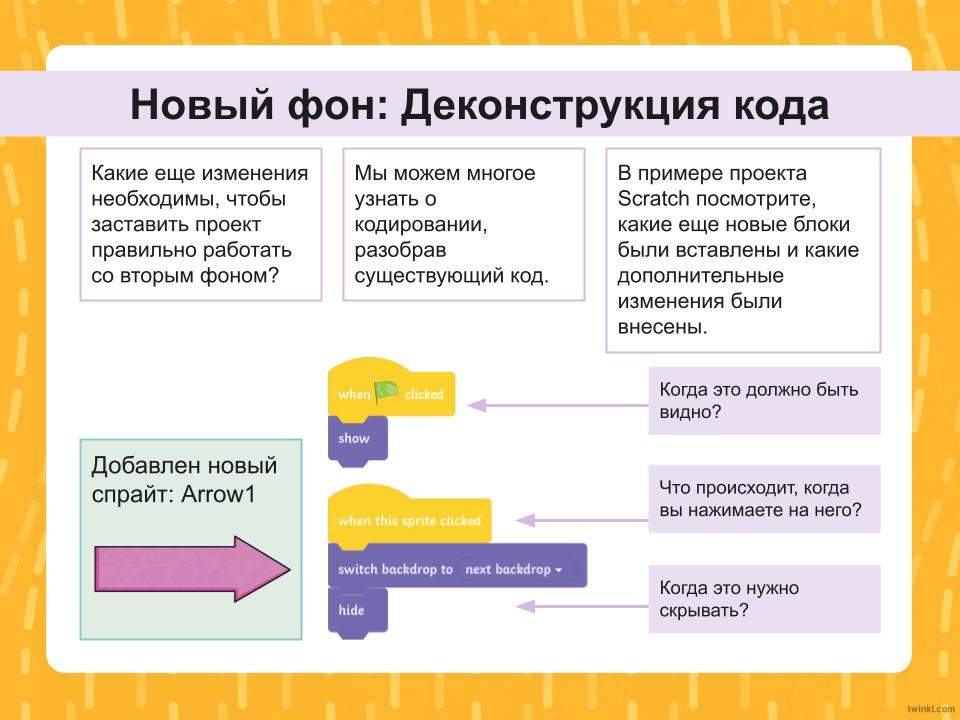 Новый фон: Деконструкция кода
Какие еще изменения
необходимы, чтобы
заставить проект
правильно работать
со вторым фоном?
Мы можем многое
узнать о
кодировании,
разобрав
существующий код.
В примере проекта
Scratch посмотрите,
какие еще новые блоки
были вставлены и какие
дополнительные
изменения были
внесены.
Добавлен новый
спрайт: Arrow1
when clicked
show
when this sprite clicked
switch backdrop to next backdrop
hide
Когда это должно быть
видно?
Что происходит, когда
вы нажимаете на него?
Когда это нужно
скрывать?
twinkl.com